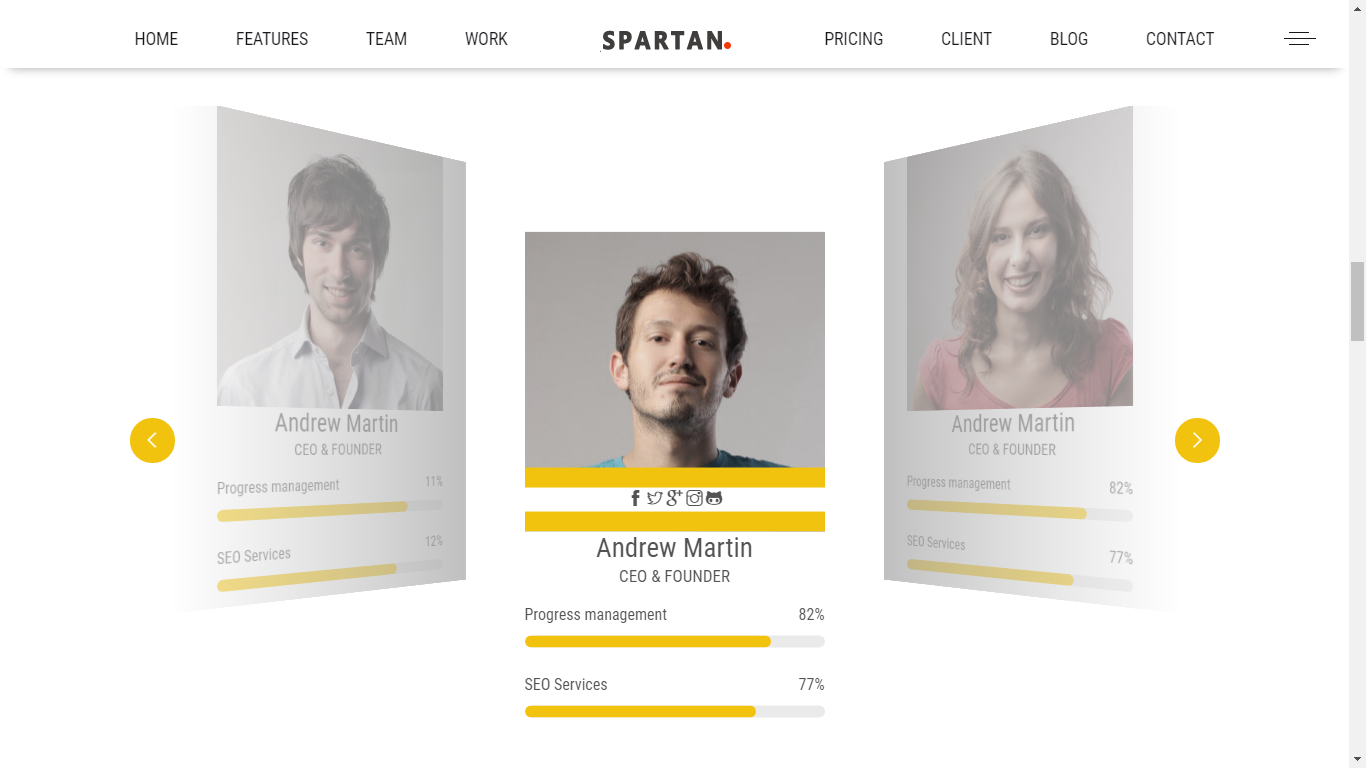 HOME FEATURES TEAM WORK SPARTAN. PRICING CLIENT BLOG CONTACT
Andrew Martin
CEO & FOUNDER
Progress management 11%
SEO Services 12%
Andrew Martin
CEO & FOUNDER
Progress management 82%
SEO Services 77%
Andrew Martin
CEO & FOUNDER
Progress management 82%
SEO Services 77%